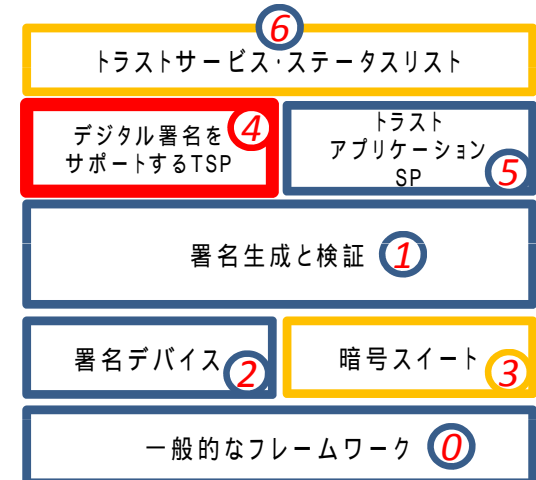 6
トラストサービス・ステータスリスト
デジタル署名を
サポートするTSP
4
トラスト
アプリケーション
SP
5
署名生成と検証 1
署名デバイス 2
暗号スイート 3
一般的なフレームワーク 0